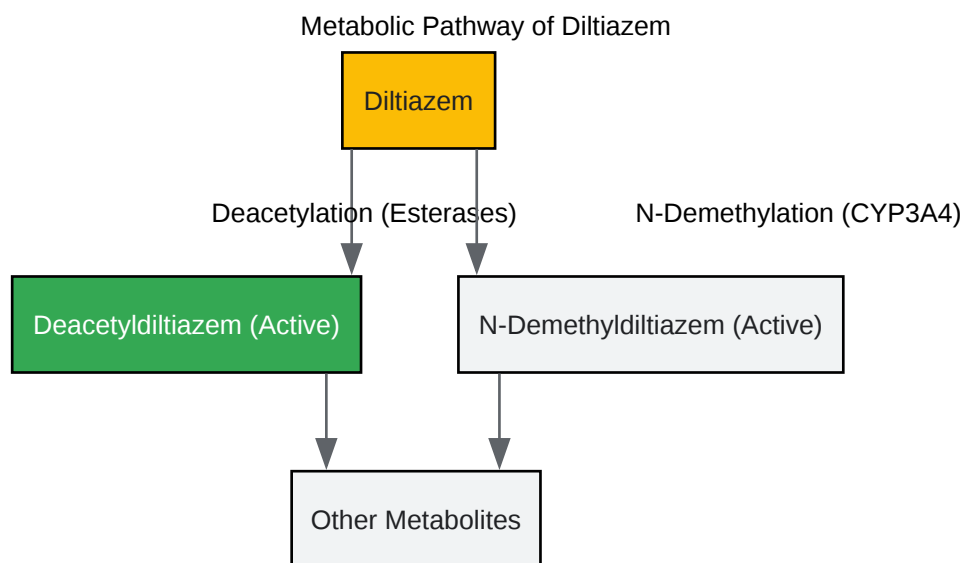 Metabolic Pathway of Diltiazem
Diltiazem
Deacetylation (Esterases)
N-Demethylation (CYP3A4)
Deacetyldiltiazem (Active)
N-Demethyldiltiazem (Active)
Other Metabolites